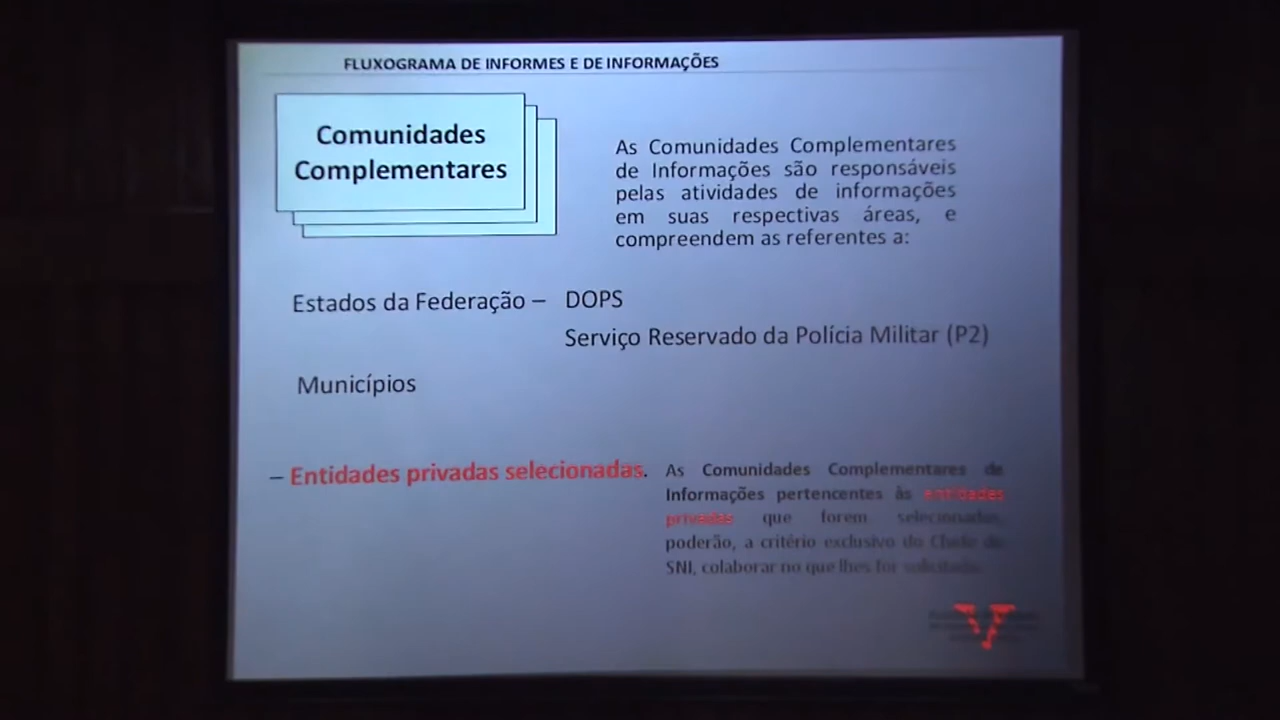 FLUXOGRAMA DE INFORMES E DE INFORMAÇÕES
Comunidades
Complementares
As Comunidades Complementares
de Informações são responsáveis
pelas atividades de informações
em suas respectivas áreas, e
compreendem as referentes a:
Estados da Federação – DOPS
Serviço Reservado da Polícia Militar (P2)
Municípios
– Entidades privadas selecionadas.
As Comunidades Complementares de
Informações pertencentes às entidades
privadas que forem selecionadas,
poderão, a critério exclusivo do Chefe do
SNI, colaborar no que lhes for solicitado.